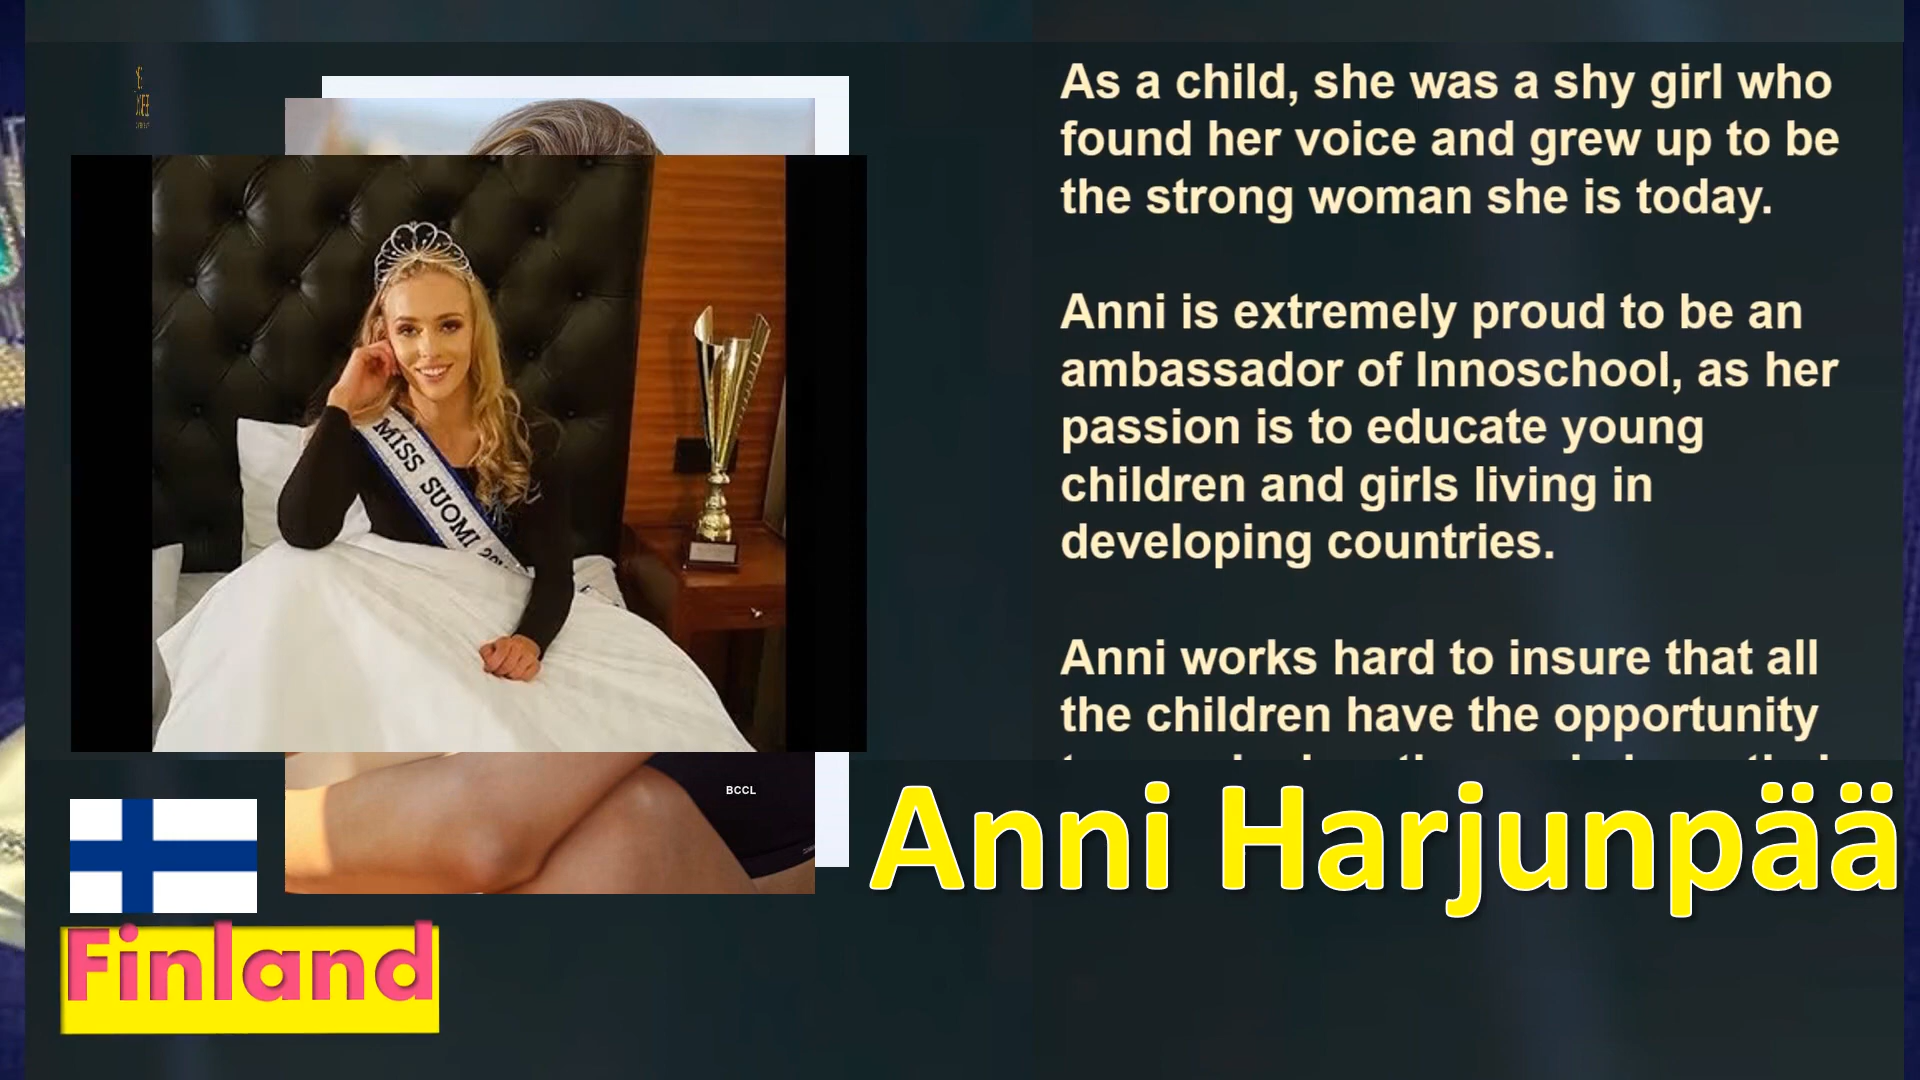 As a child, she was a shy girl who
found her voice and grew up to be
the strong woman she is today.
Anni is extremely proud to be an
ambassador of Innoschool, as her
passion is to educate young
children and girls living in
developing countries.
Anni works hard to insure that all
the children have the opportunity
MISS SUOMI
BCCL
Anni Harjunpää
Finland